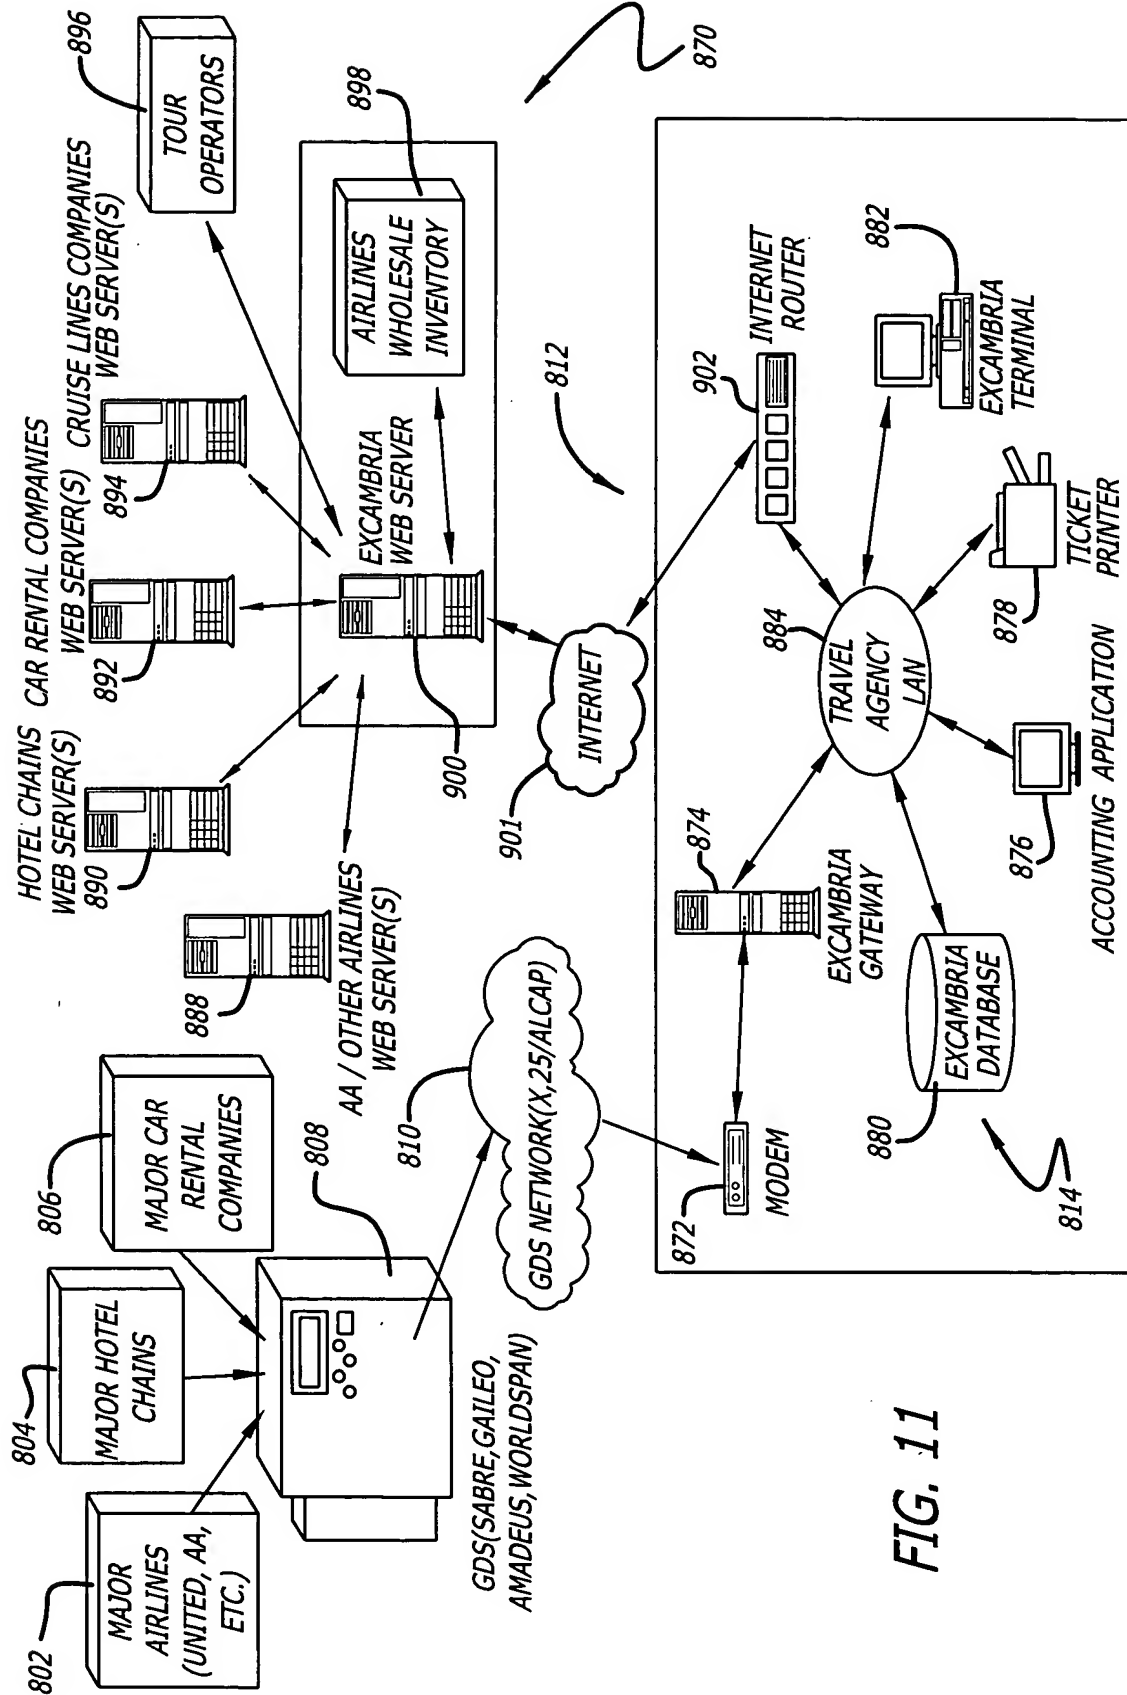 802
MAJOR
AIRLINES
(UNITED, AA,
ETC.)
804
MAJOR HOTEL
CHAINS
806
MAJOR CAR
RENTAL
COMPANIES
808
GDS(SABRE,GAILEO,
AMADEUS,WORLDSPAN)
810
GDS NETWORK(X,25/ALCAP)
888
AA / OTHER AIRLINES
WEB SERVER(S)
HOTEL CHAINS
WEB SERVER(S)
890
CAR RENTAL COMPANIES
WEB SERVER(S)
892
CRUISE LINES COMPANIES
WEB SERVER(S)
894
896
TOUR
OPERATORS
898
AIRLINES
WHOLESALE
INVENTORY
EXCAMBRIA
WEB SERVER
900
901
INTERNET
870
812
872
MODEM
874
EXCAMBRIA
GATEWAY
884
TRAVEL
AGENCY
LAN
902
INTERNET
ROUTER
882
EXCAMBRIA
TERMINAL
878
TICKET
PRINTER
876
ACCOUNTING APPLICATION
880
EXCAMBRIA
DATABASE
814
FIG. 11